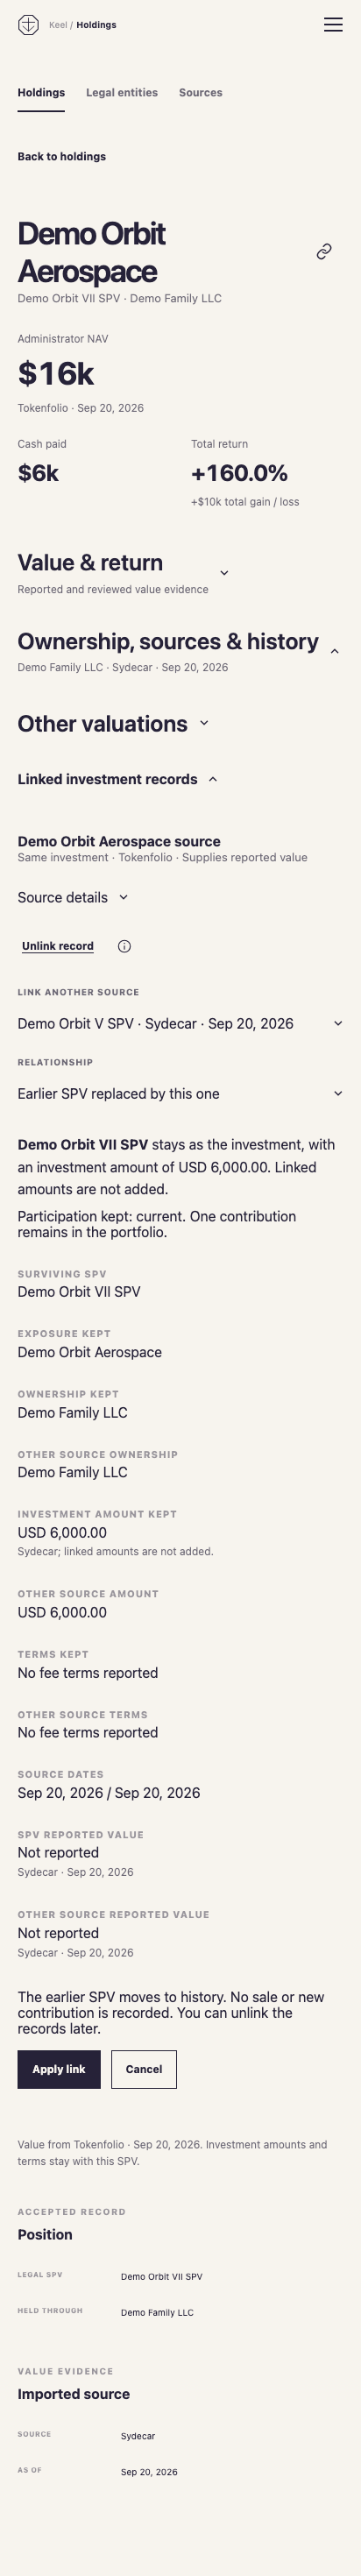 Keel / Holdings
Holdings Legal entities Sources
Back to holdings
Demo Orbit
Aerospace
Demo Orbit VII SPV · Demo Family LLC
Administrator NAV
$16k
Tokenfolio · Sep 20, 2026
Cash paid Total return
$6k +160.0%
+$10k total gain / loss
Value & return
Reported and reviewed value evidence
Ownership, sources & history
Demo Family LLC · Sydecar · Sep 20, 2026
Other valuations
Linked investment records
Demo Orbit Aerospace source
Same investment · Tokenfolio · Supplies reported value
Source details
Unlink record
LINK ANOTHER SOURCE
Demo Orbit V SPV · Sydecar · Sep 20, 2026
RELATIONSHIP
Earlier SPV replaced by this one
Demo Orbit VII SPV stays as the investment, with
an investment amount of USD 6,000.00. Linked
amounts are not added.
Participation kept: current. One contribution
remains in the portfolio.
SURVIVING SPV
Demo Orbit VII SPV
EXPOSURE KEPT
Demo Orbit Aerospace
OWNERSHIP KEPT
Demo Family LLC
OTHER SOURCE OWNERSHIP
Demo Family LLC
INVESTMENT AMOUNT KEPT
USD 6,000.00
Sydecar; linked amounts are not added.
OTHER SOURCE AMOUNT
USD 6,000.00
TERMS KEPT
No fee terms reported
OTHER SOURCE TERMS
No fee terms reported
SOURCE DATES
Sep 20, 2026 / Sep 20, 2026
SPV REPORTED VALUE
Not reported
Sydecar · Sep 20, 2026
OTHER SOURCE REPORTED VALUE
Not reported
Sydecar · Sep 20, 2026
The earlier SPV moves to history. No sale or new
contribution is recorded. You can unlink the
records later.
Apply link Cancel
Value from Tokenfolio · Sep 20, 2026. Investment amounts and
terms stay with this SPV.
ACCEPTED RECORD
Position
LEGAL SPV Demo Orbit VII SPV
HELD THROUGH Demo Family LLC
VALUE EVIDENCE
Imported source
SOURCE Sydecar
AS OF Sep 20, 2026